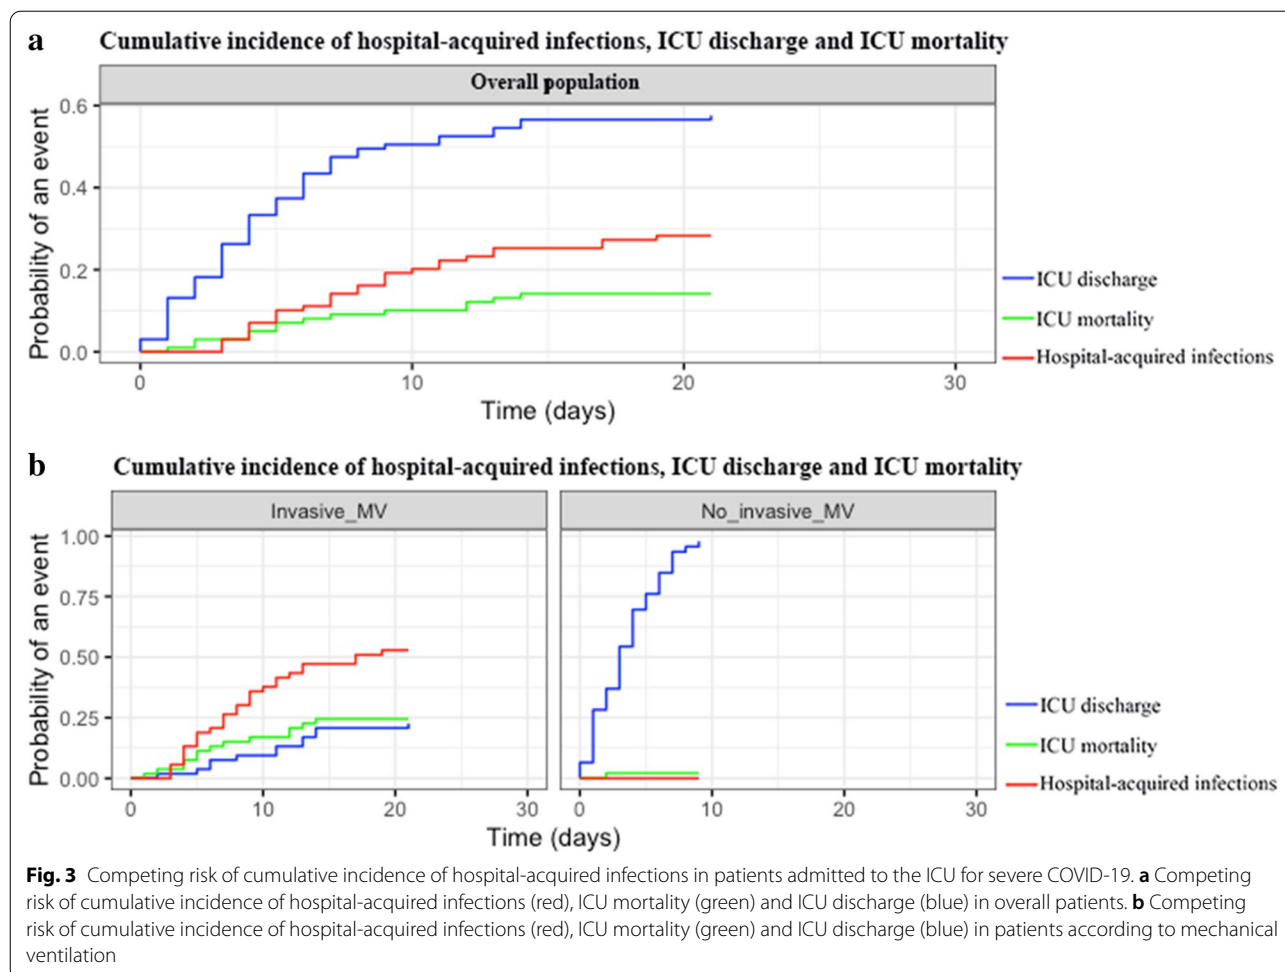 a
Cumulative incidence of hospital-acquired infections, ICU discharge and ICU mortality
Overall population
Probability of an event
0.6
0.4
0.2
0.0
0 10 20 30
Time (days)
ICU discharge
ICU mortality
Hospital-acquired infections
b
Cumulative incidence of hospital-acquired infections, ICU discharge and ICU mortality
Invasive_MV
No_invasive_MV
Probability of an event
1.00
0.75
0.50
0.25
0.00
0 10 20 30
0 10 20 30
Time (days)
ICU discharge
ICU mortality
Hospital-acquired infections
Fig. 3 Competing risk of cumulative incidence of hospital-acquired infections in patients admitted to the ICU for severe COVID-19. a Competing
risk of cumulative incidence of hospital-acquired infections (red), ICU mortality (green) and ICU discharge (blue) in overall patients. b Competing
risk of cumulative incidence of hospital-acquired infections (red), ICU mortality (green) and ICU discharge (blue) in patients according to mechanical
ventilation